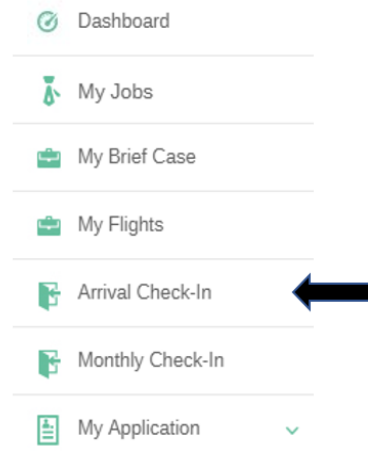 Dashboard
My Jobs
My Brief Case
My Flights
Arrival Check-In
Monthly Check-In
My Application